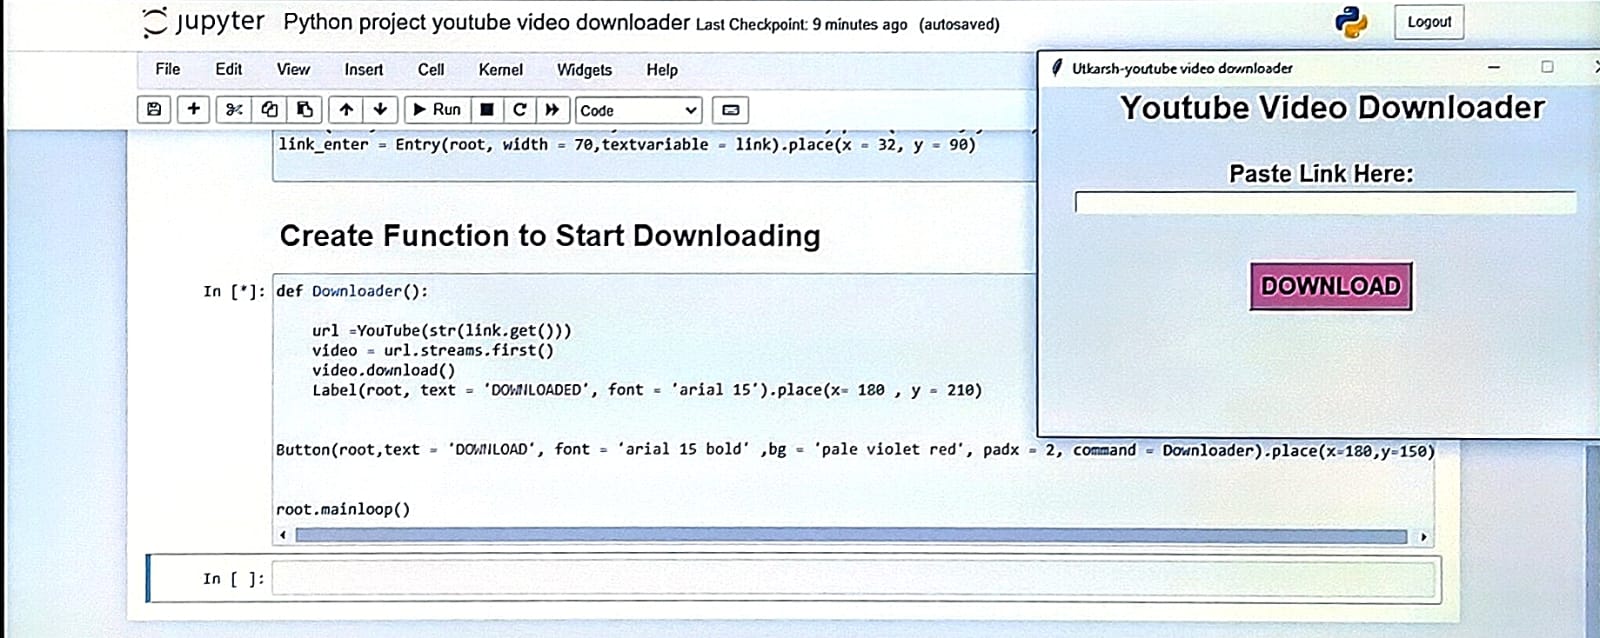 jupyter Python project youtube video downloader Last Checkpoint: 9 minutes ago (autosaved)
Logout
File Edit View Insert Cell Kernel Widgets Help
Run Code
link_enter = Entry(root, width = 70,textvariable = link).place(x = 32, y = 90)
Create Function to Start Downloading
In [*]: def Downloader():
url =YouTube(str(link.get()))
video = url.streams.first()
video.download()
Label(root, text = 'DOWNLOADED', font = 'arial 15').place(x= 180 , y = 210)
Button(root,text = 'DOWNLOAD', font = 'arial 15 bold' ,bg = 'pale violet red', padx = 2, command = Downloader).place(x=180,y=150)
root.mainloop()
In [ ]:
Utkarsh-youtube video downloader
Youtube Video Downloader
Paste Link Here:
DOWNLOAD